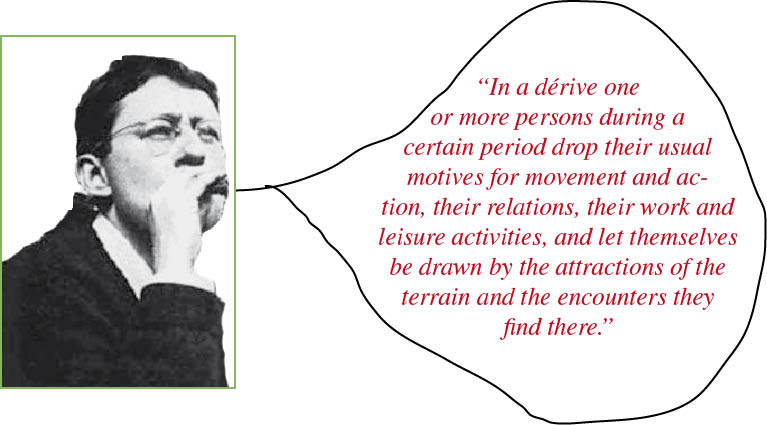 “In a dérive one
or more persons during a
certain period drop their usual
motives for movement and ac-
tion, their relations, their work and
leisure activities, and let themselves
be drawn by the attractions of the
terrain and the encounters they
find there.”